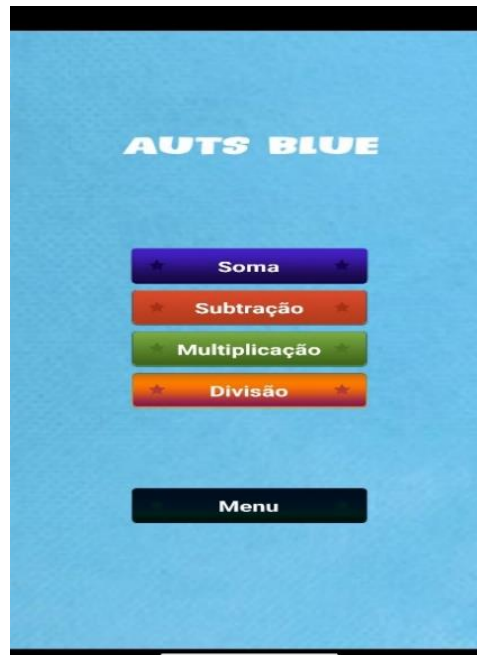 AUTS BLUE
Soma
Subtração
Multiplicação
Divisão
Menu